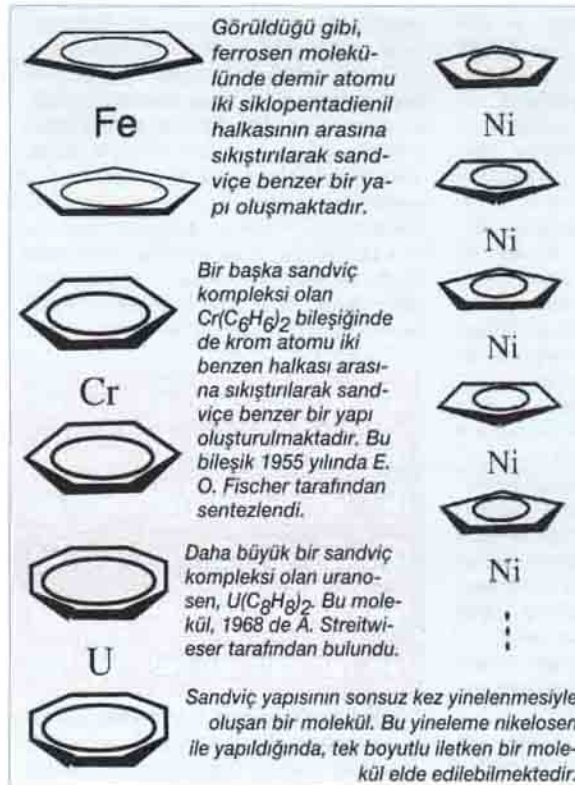 Görüldüğü gibi,
ferrosen molekü-
lünde demir atomu
iki siklopentadienil
halkasının arasına
sıkıştırılarak sand-
viçe benzer bir ya-
pı oluşmaktadır.
Fe
Bir başka sandviç
kompleksi olan
Cr(C6H6)2 bileşiğinde
de krom atomu iki
benzen halkası arası-
na sıkıştırılarak sand-
viçe benzer bir yapı
oluşturulmaktadır. Bu
bileşik 1955 yılında E.
O. Fischer tarafından
sentezlendi.
Cr
Daha büyük bir sandviç
kompleksi olan urano-
sen, U(C8H8)2. Bu mole-
kül, 1968 de A. Streitwi-
eser tarafından bulundu.
U
Ni
Ni
Ni
Ni
Ni
Sandviç yapısının sonsuz kez yinelenmesiyle
oluşan bir molekül. Bu yineleme nikelosen
ile yapıldığında, tek boyutlu iletken bir mole-
kül elde edilebilmektedir.